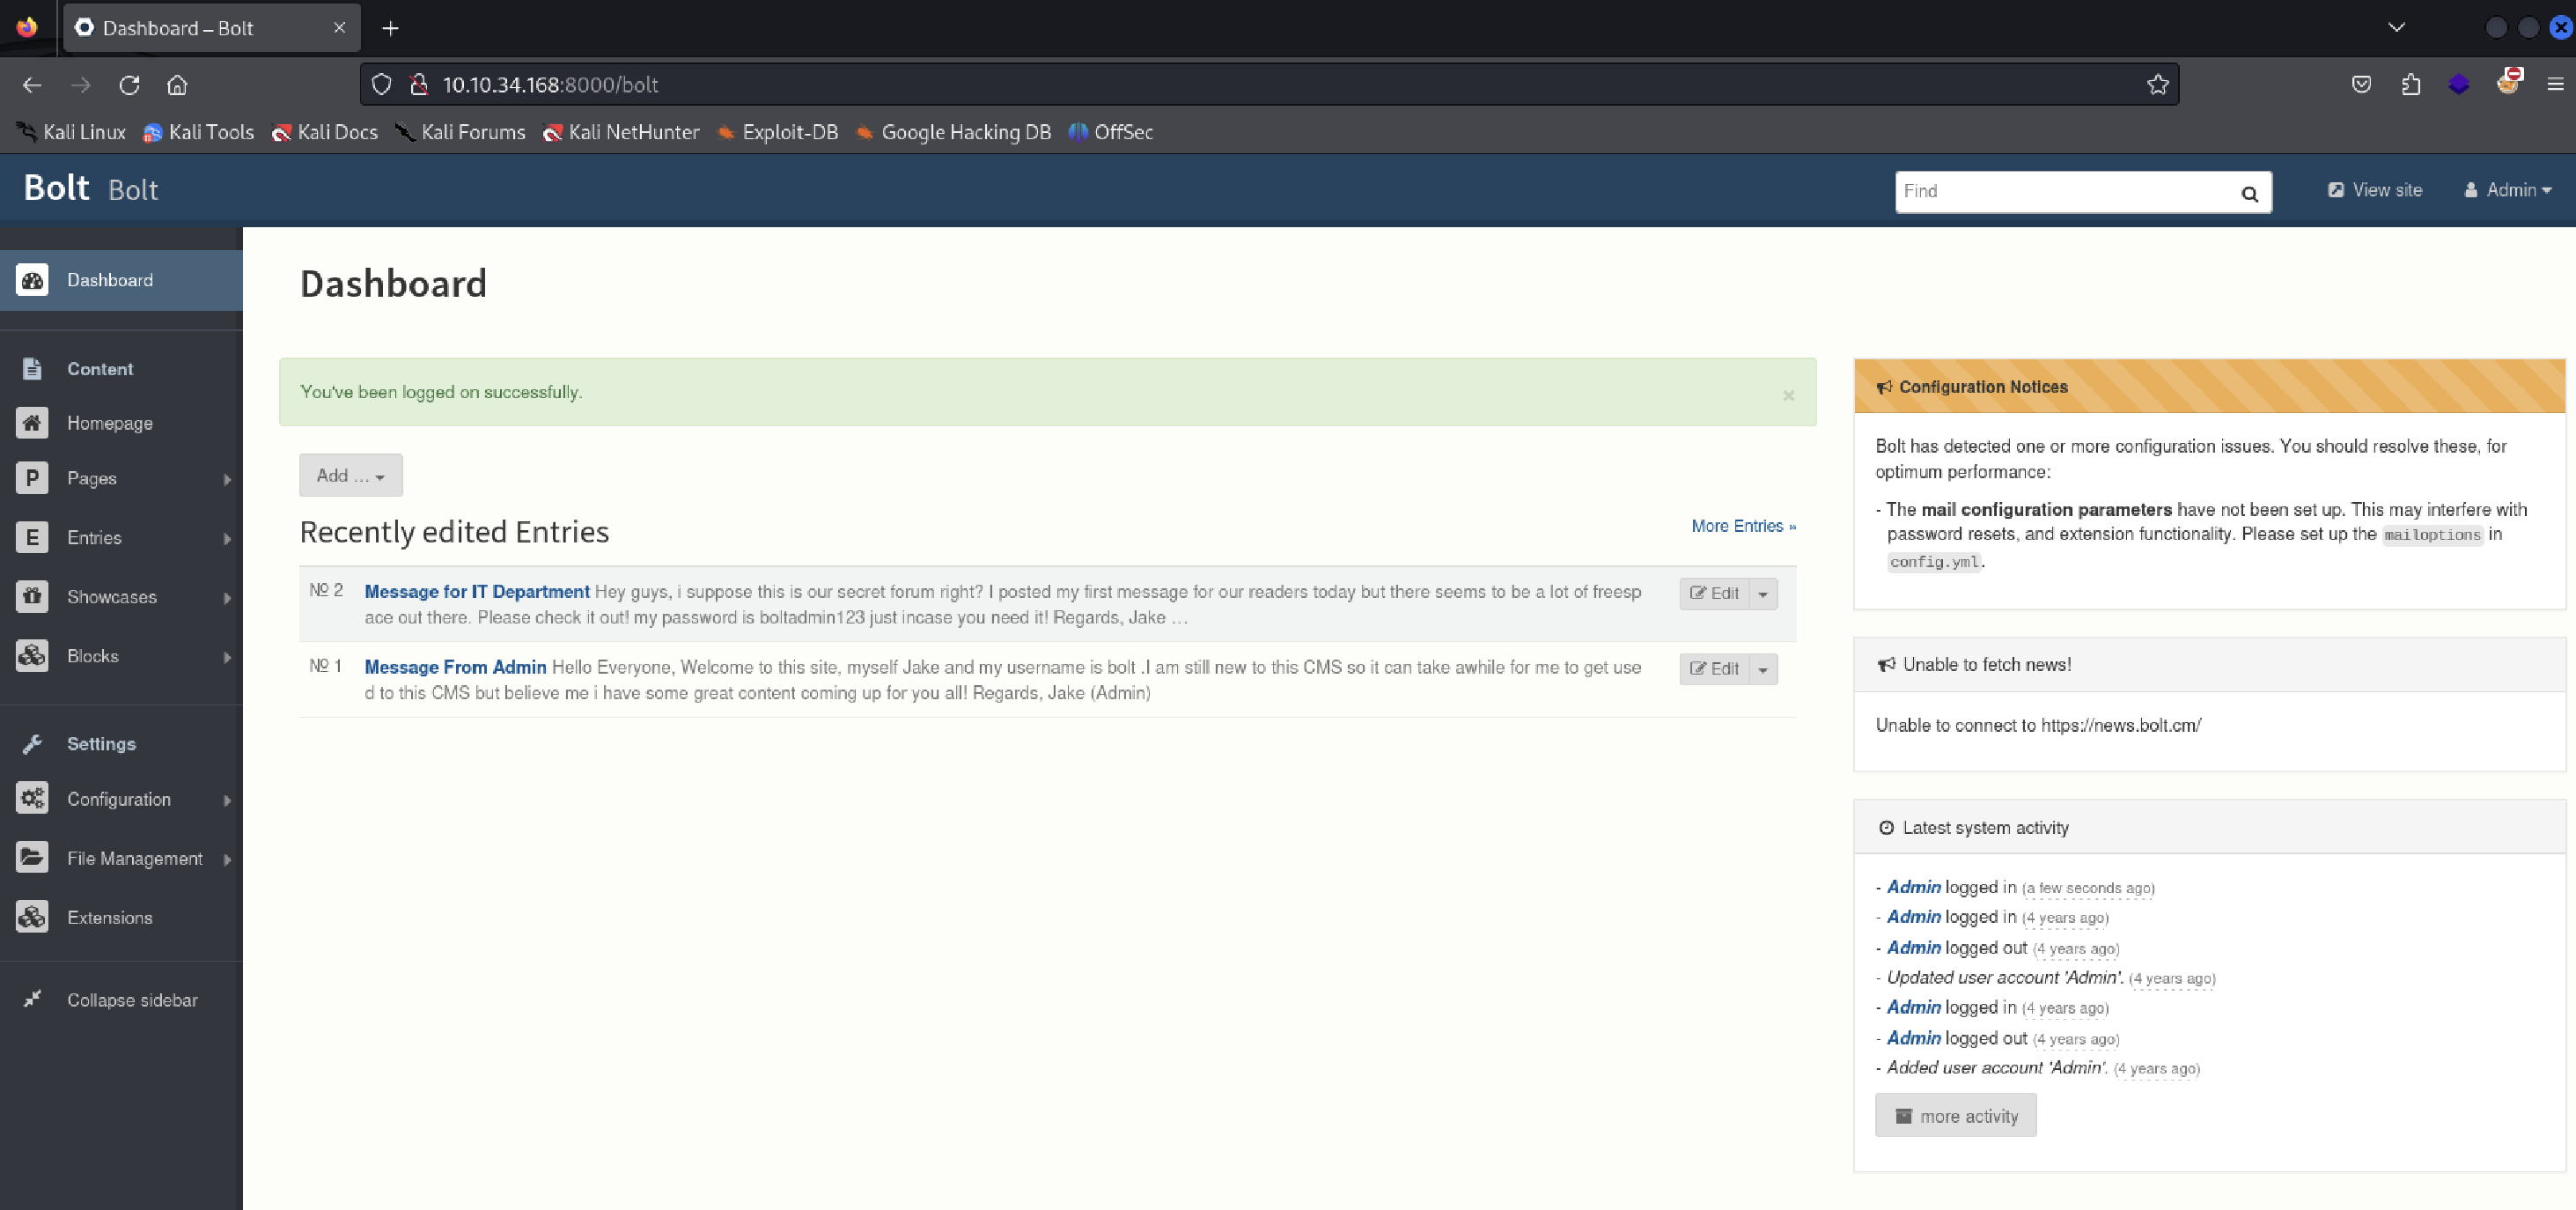 Dashboard – Bolt
10.10.34.168:8000/bolt
Kali Linux Kali Tools Kali Docs Kali Forums Kali NetHunter Exploit-DB Google Hacking DB OffSec
Bolt Bolt
Find
View site
Admin
Dashboard
Content
Homepage
P Pages
E Entries
Showcases
Blocks
Settings
Configuration
File Management
Extensions
Collapse sidebar
Dashboard
You've been logged on successfully.
Add ...
Recently edited Entries
More Entries »
№ 2 Message for IT Department Hey guys, i suppose this is our secret forum right? I posted my first message for our readers today but there seems to be a lot of freesp
ace out there. Please check it out! my password is boltadmin123 just incase you need it! Regards, Jake …
Edit
№ 1 Message From Admin Hello Everyone, Welcome to this site, myself Jake and my username is bolt .I am still new to this CMS so it can take awhile for me to get use
d to this CMS but believe me i have some great content coming up for you all! Regards, Jake (Admin)
Edit
Configuration Notices
Bolt has detected one or more configuration issues. You should resolve these, for
optimum performance:
- The mail configuration parameters have not been set up. This may interfere with
password resets, and extension functionality. Please set up the mailoptions in
config.yml.
Unable to fetch news!
Unable to connect to https://news.bolt.cm/
Latest system activity
- Admin logged in (a few seconds ago)
- Admin logged in (4 years ago)
- Admin logged out (4 years ago)
- Updated user account 'Admin'. (4 years ago)
- Admin logged in (4 years ago)
- Admin logged out (4 years ago)
- Added user account 'Admin'. (4 years ago)
more activity